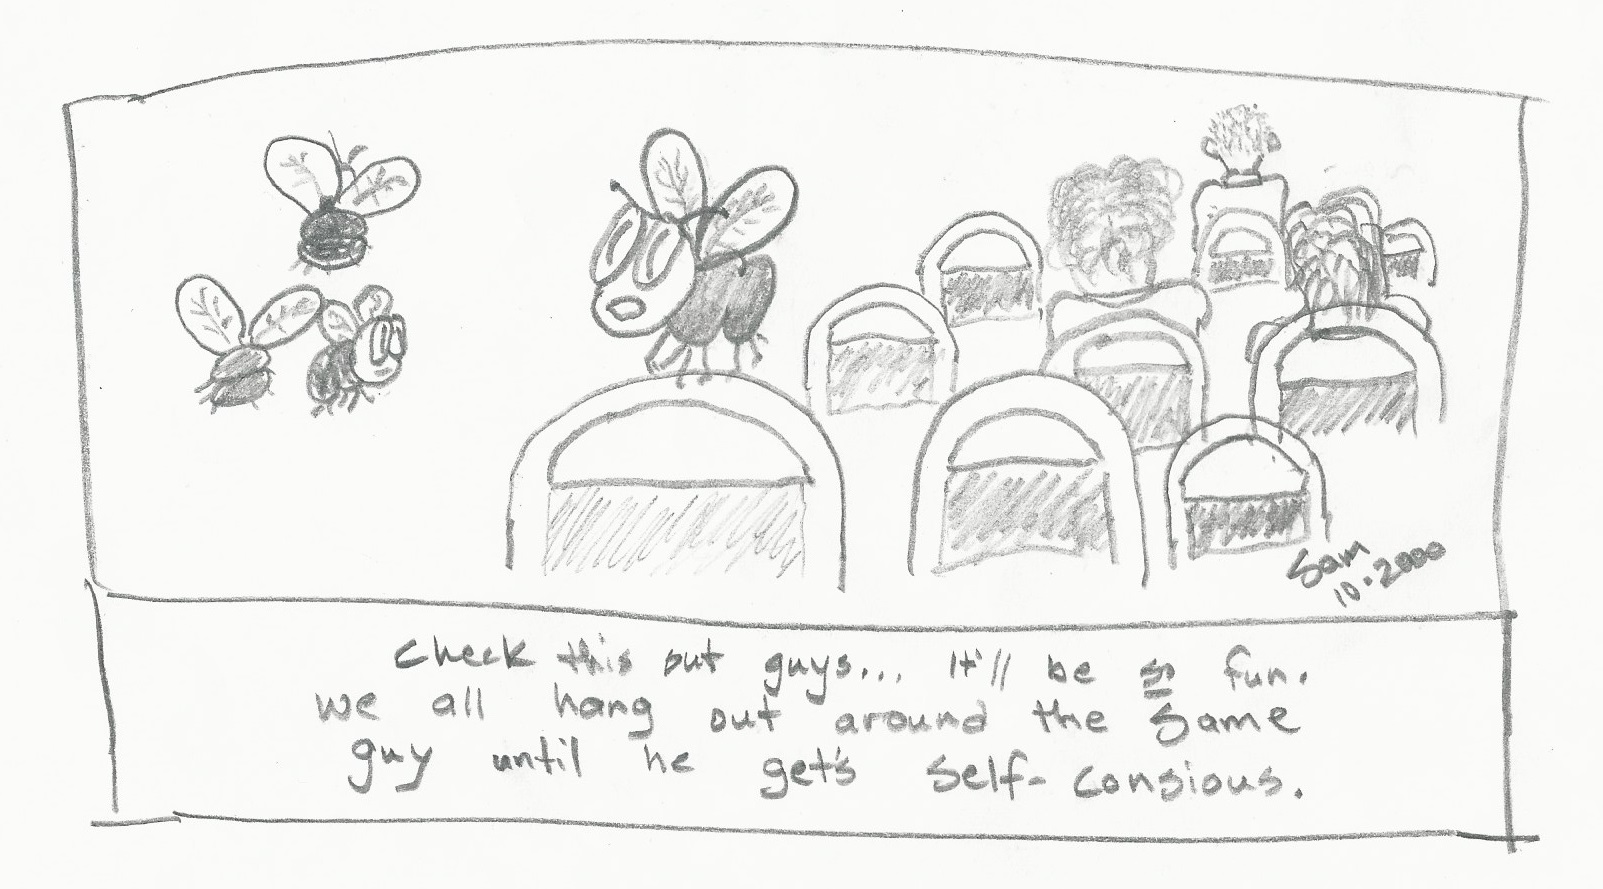 Sam
10.2000
Check this out guys... It'll be so fun.
we all hang out around the same
guy until he get's self-consious.